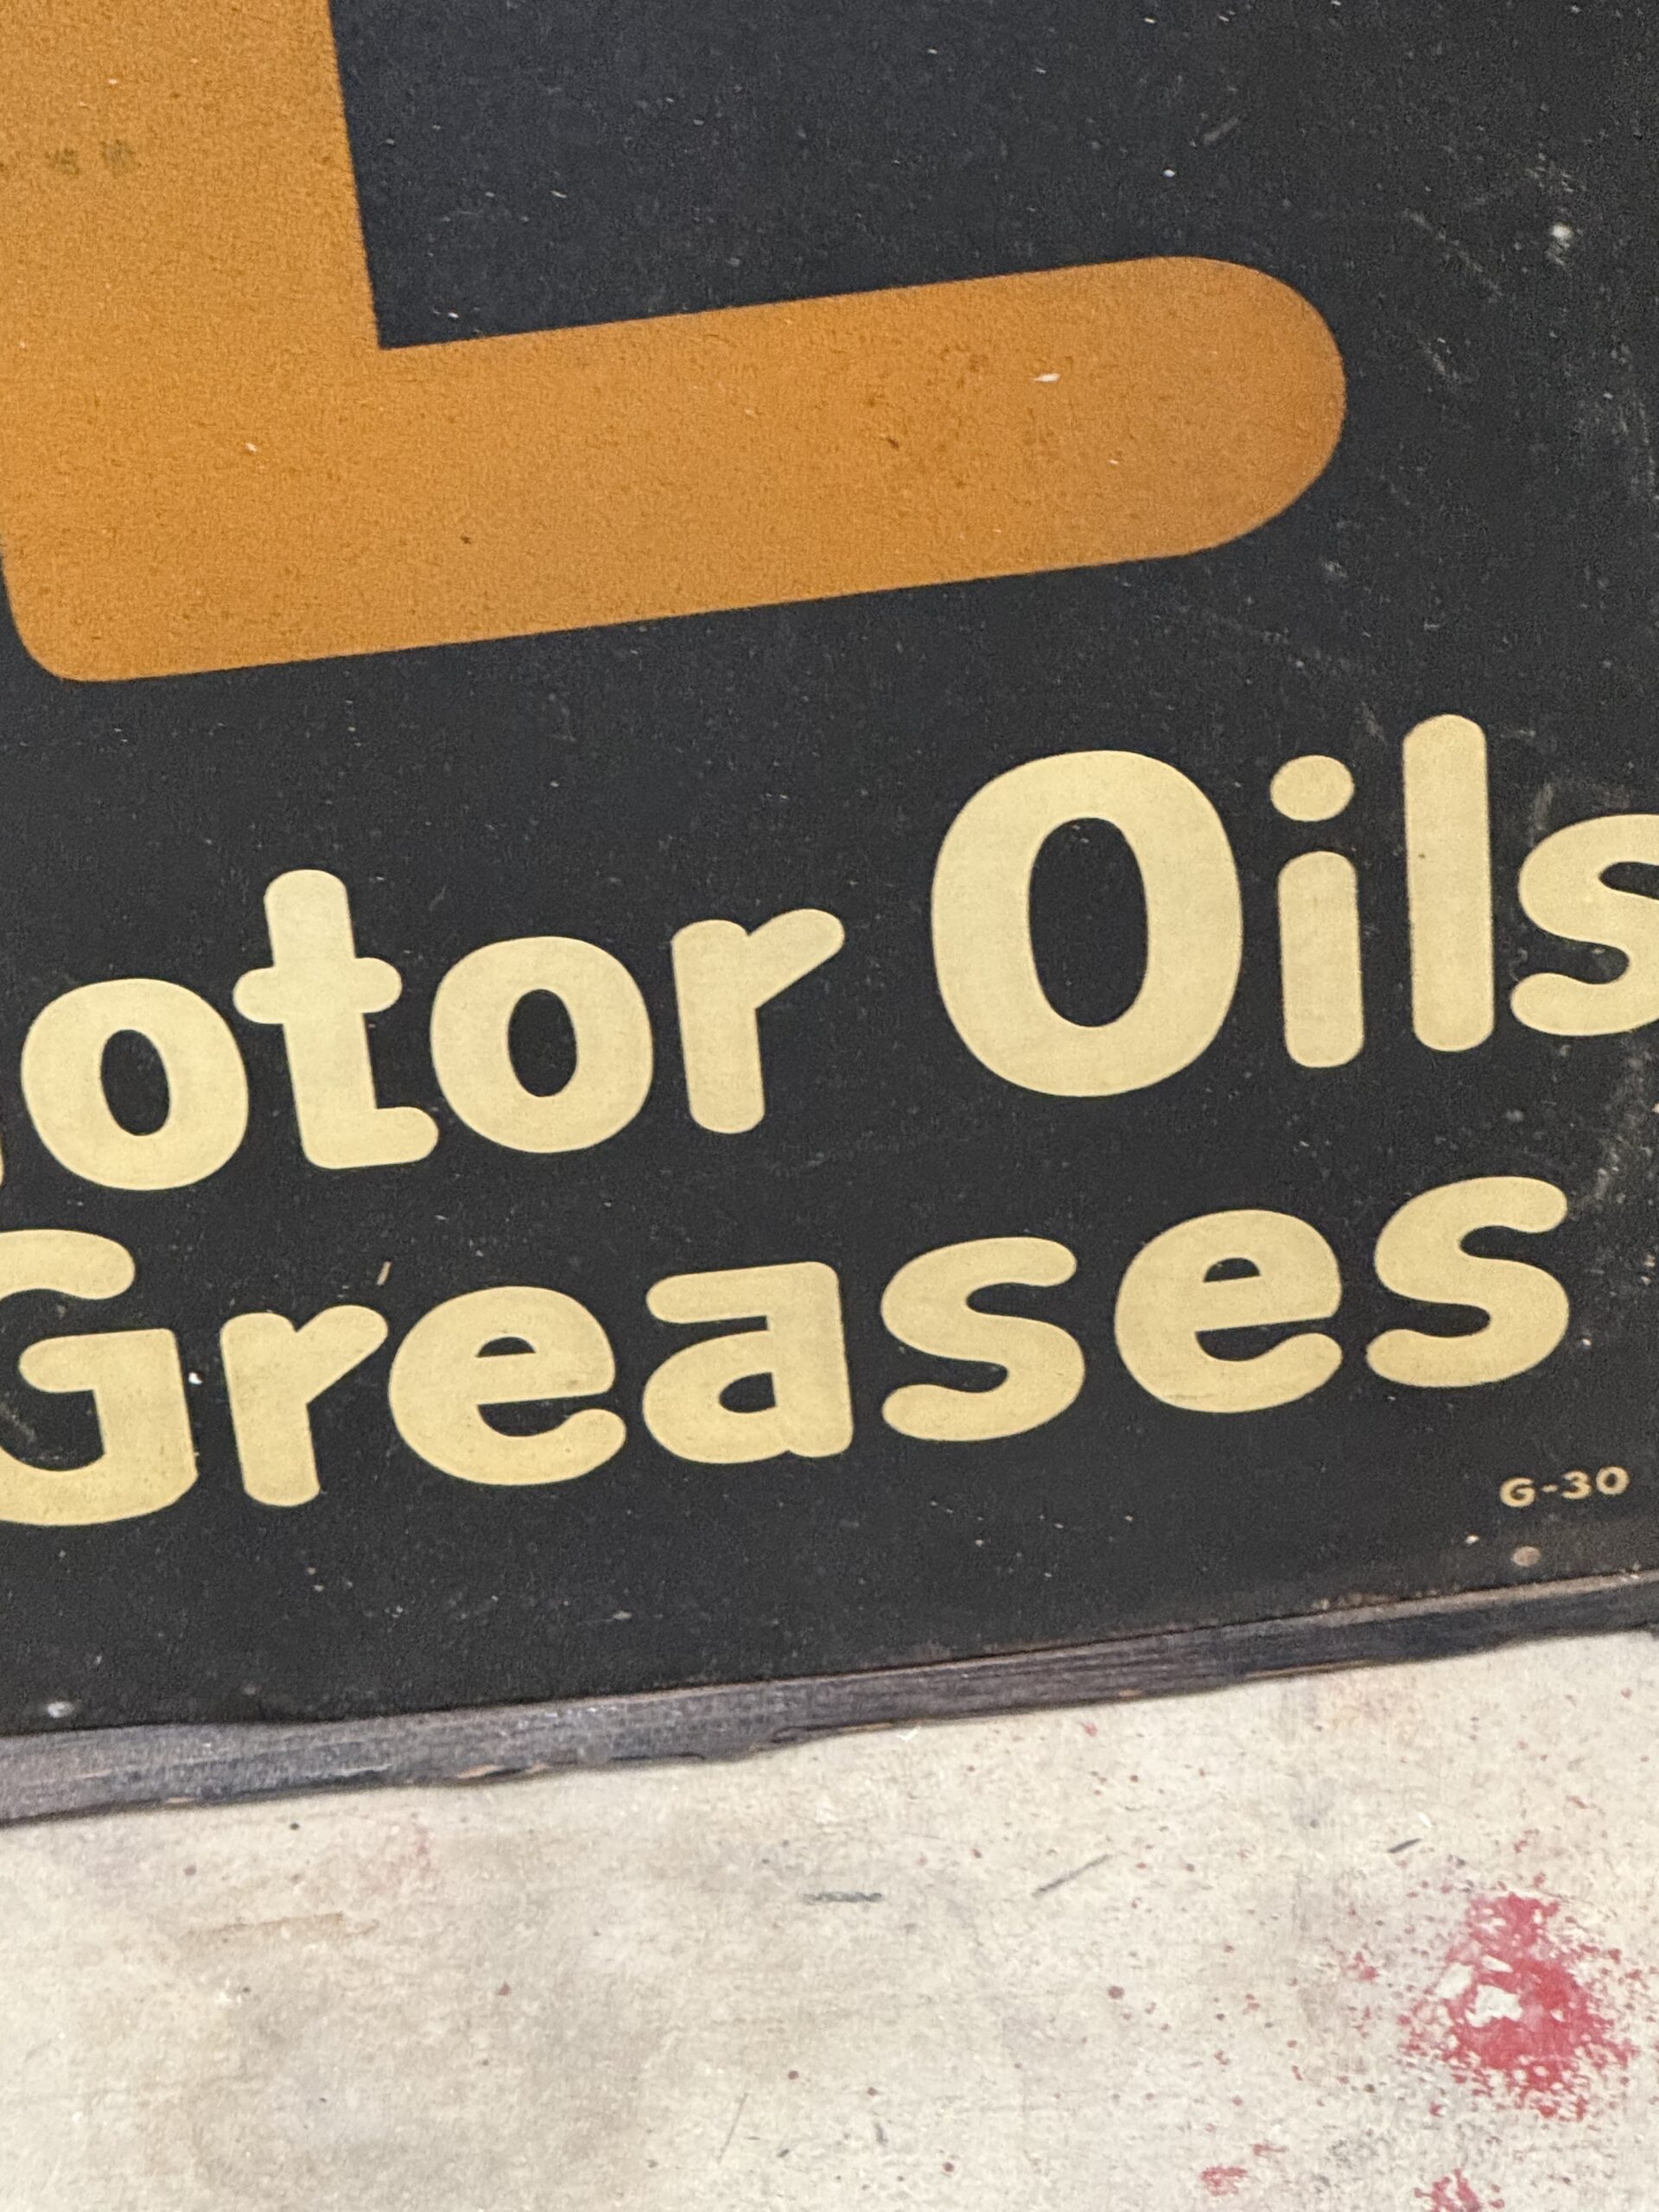 otor Oils
Greases
G-30